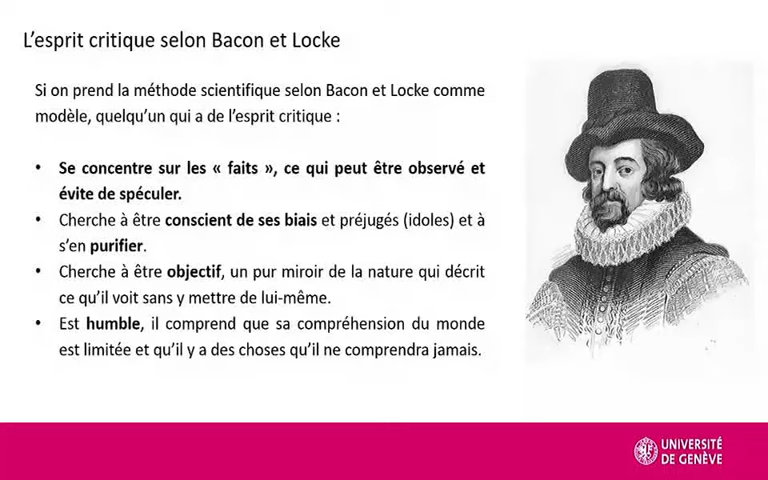 L'esprit critique selon Bacon et Locke
Si on prend la méthode scientifique selon Bacon et Locke comme
modèle, quelqu'un qui a de l'esprit critique :
• Se concentre sur les « faits », ce qui peut être observé et
évite de spéculer.
• Cherche à être conscient de ses biais et préjugés (idoles) et à
s'en purifier.
• Cherche à être objectif, un pur miroir de la nature qui décrit
ce qu'il voit sans y mettre de lui-même.
• Est humble, il comprend que sa compréhension du monde
est limitée et qu'il y a des choses qu'il ne comprendra jamais.
UNIVERSITÉ
DE GENÈVE